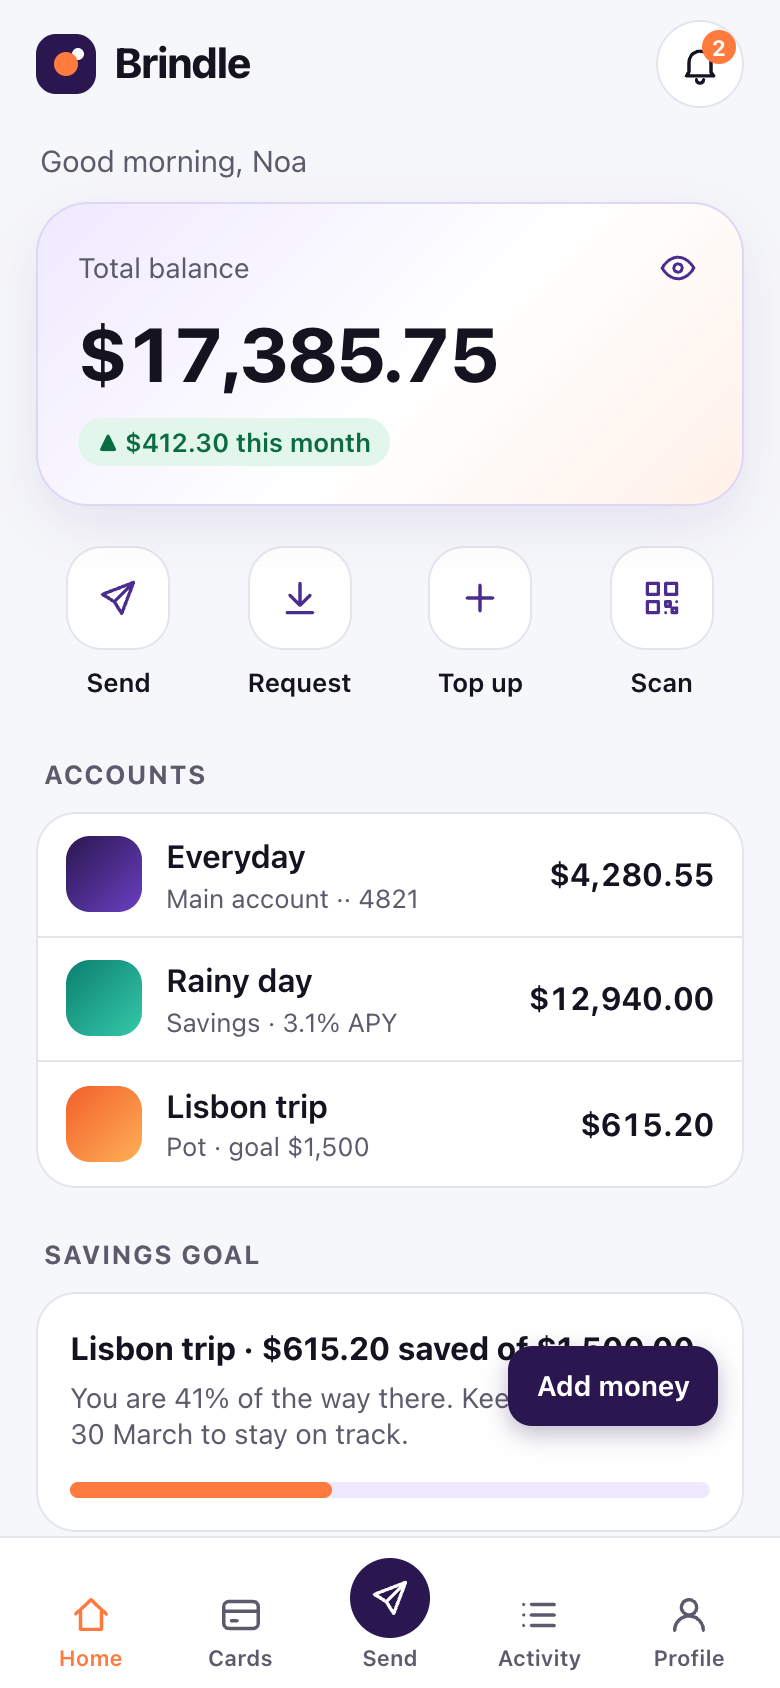 Brindle
2
Good morning, Noa
Total balance
$17,385.75
▲ $412.30 this month
Send
Request
Top up
Scan
ACCOUNTS
Everyday
Main account ·· 4821
$4,280.55
Rainy day
Savings · 3.1% APY
$12,940.00
Lisbon trip
Pot · goal $1,500
$615.20
SAVINGS GOAL
Lisbon trip · $615.20 saved of
You are 41% of the way there.
30 March to stay on track.
Add money
Home
Cards
Send
Activity
Profile